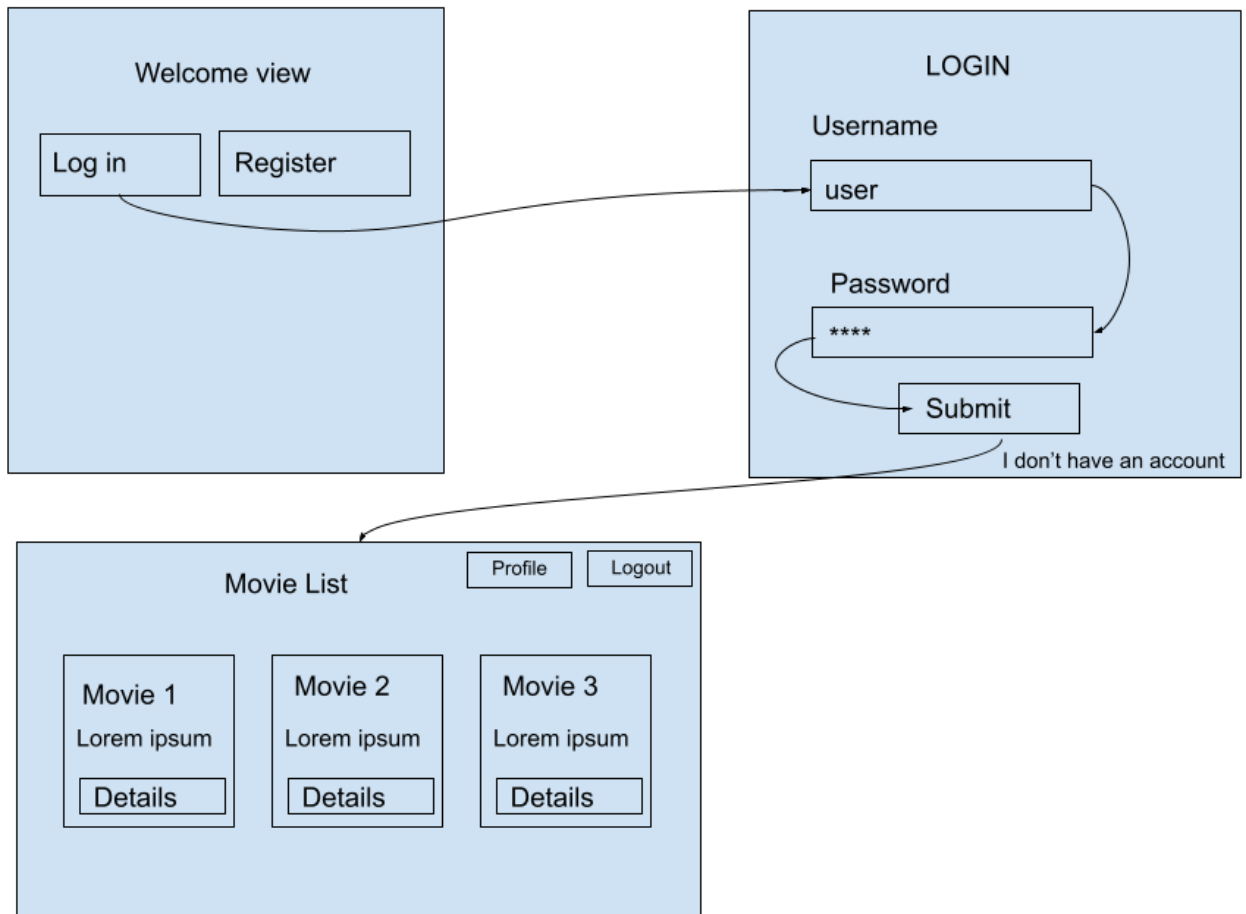 Welcome view
Log in
Register
LOGIN
Username
user
Password
****
Submit
I don't have an account
Movie List
Profile
Logout
Movie 1
Lorem ipsum
Details
Movie 2
Lorem ipsum
Details
Movie 3
Lorem ipsum
Details